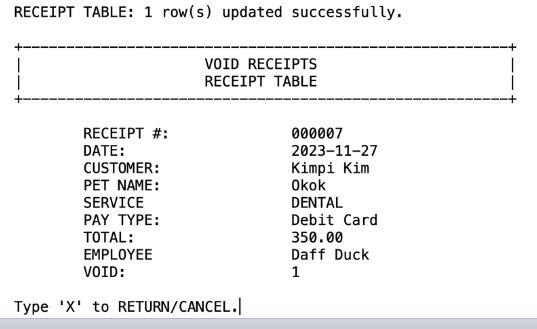 RECEIPT TABLE: 1 row(s) updated successfully.
VOID RECEIPTS
RECEIPT TABLE
RECEIPT #: 000007
DATE: 2023-11-27
CUSTOMER: Kimpi Kim
PET NAME: Okok
SERVICE DENTAL
PAY TYPE: Debit Card
TOTAL: 350.00
EMPLOYEE Daff Duck
VOID: 1
Type 'X' to RETURN/CANCEL.